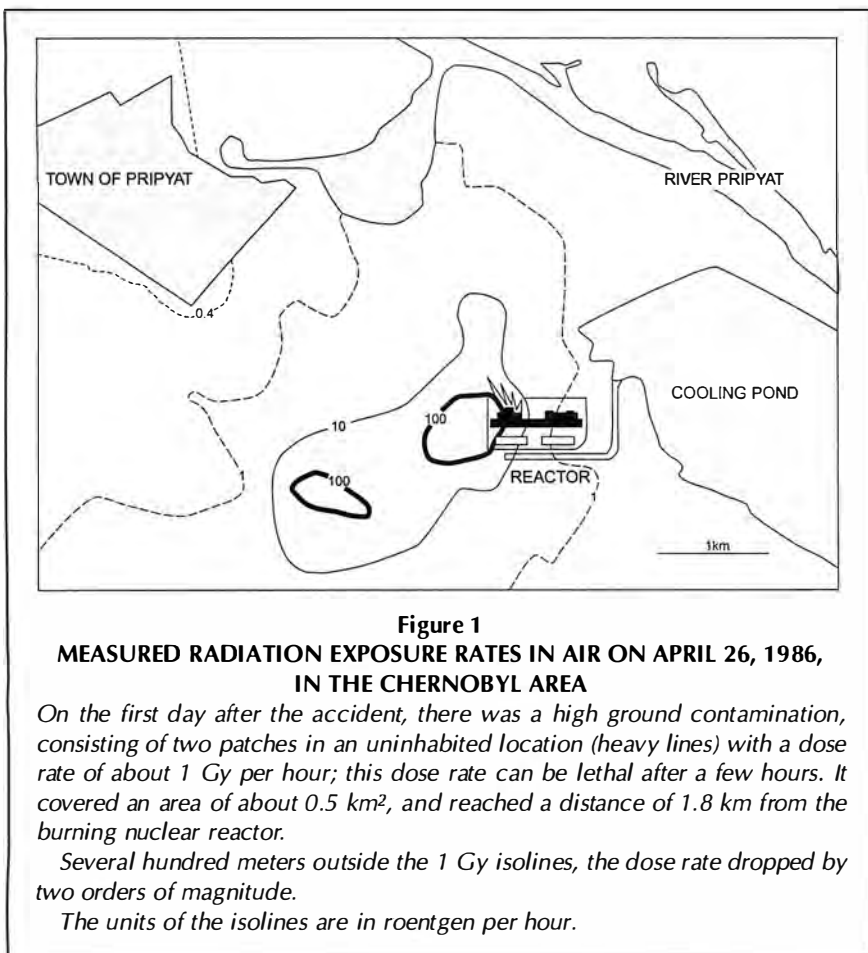 TOWN OF PRIPYAT
RIVER PRIPYAT
0.4
COOLING POND
100
10
REACTOR
100
1
1
1km
Figure 1
MEASURED RADIATION EXPOSURE RATES IN AIR ON APRIL 26, 1986,
IN THE CHERNOBYL AREA
On the first day after the accident, there was a high ground contamination,
consisting of two patches in an uninhabited location (heavy lines) with a dose
rate of about 1 Gy per hour; this dose rate can be lethal after a few hours. It
covered an area of about 0.5 km², and reached a distance of 1.8 km from the
burning nuclear reactor.
Several hundred meters outside the 1 Gy isolines, the dose rate dropped by
two orders of magnitude.
The units of the isolines are in roentgen per hour.